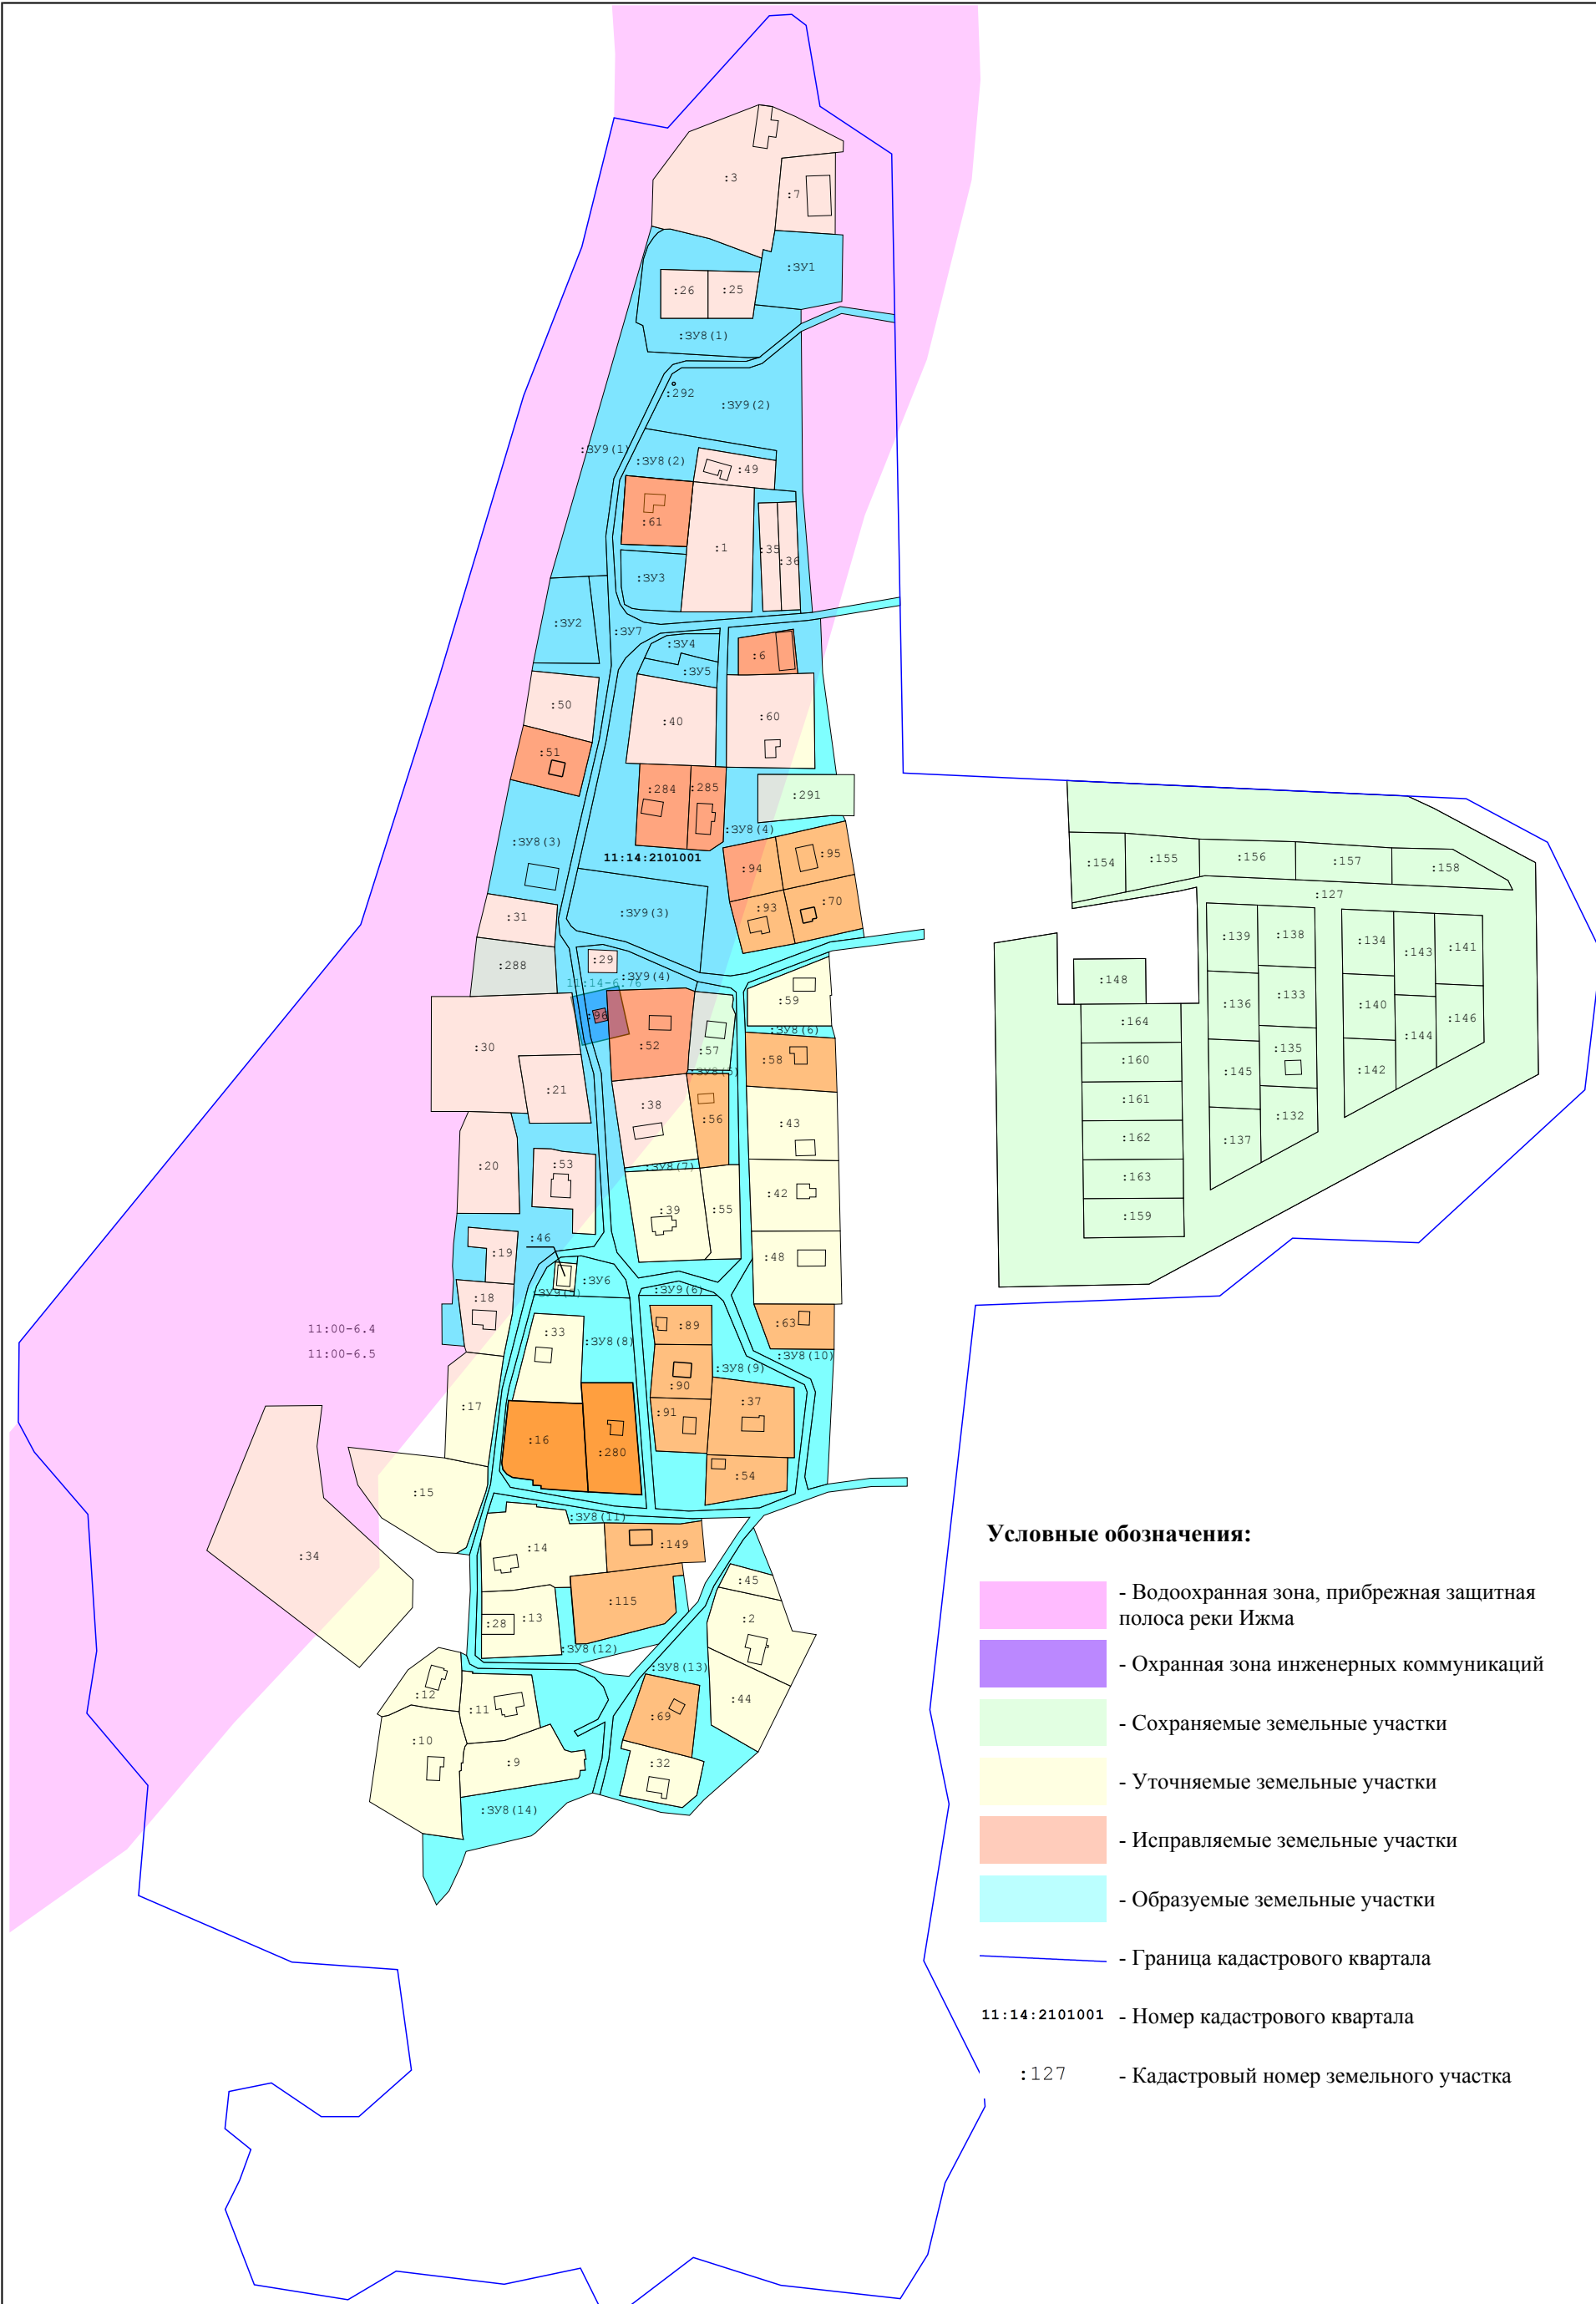 :3
:7
:ЗУ1
:26
:25
:ЗУ8(1)
:292
:ЗУ9(2)
:ЗУ9(1)
:ЗУ8(2)
:49
:61
:1
:35
:36
:ЗУ3
:ЗУ2
:ЗУ7
:ЗУ4
:6
:ЗУ5
:50
:40
:60
:51
:284
:285
:291
:ЗУ8(4)
:ЗУ8(3)
11:14:2101001
:94
:95
:154
:155
:156
:157
:158
:127
:31
:ЗУ9(3)
:93
:70
:139
:138
:134
:143
:141
:288
:29
:ЗУ9(4)
11:14-6.76
:148
:59
:136
:133
:140
:146
:96
:164
:ЗУ8(6)
:30
:52
:57
:58
:160
:135
:144
:ЗУ8(5)
:145
:142
:21
:38
:56
:161
:132
:43
:162
:137
:20
:53
:ЗУ8(7)
:163
:42
:39
:55
:159
:46
:19
:48
:ЗУ6
:ЗУ9(5)
:ЗУ9(6)
:18
11:00-6.4
11:00-6.5
:33
:ЗУ8(8)
:89
:63
:ЗУ8(10)
:ЗУ8(9)
:90
:17
:91
:37
:16
:280
:54
:15
:ЗУ8(11)
:14
:149
:34
:45
:115
:28
:13
:2
:ЗУ8(12)
:ЗУ8(13)
:12
:11
:44
:69
:10
:9
:32
:ЗУ8(14)
Условные обозначения:
- Водоохранная зона, прибрежная защитная
полоса реки Ижма
- Охранная зона инженерных коммуникаций
- Сохраняемые земельные участки
- Уточняемые земельные участки
- Исправляемые земельные участки
- Образуемые земельные участки
- Граница кадастрового квартала
11:14:2101001 - Номер кадастрового квартала
:127 - Кадастровый номер земельного участка